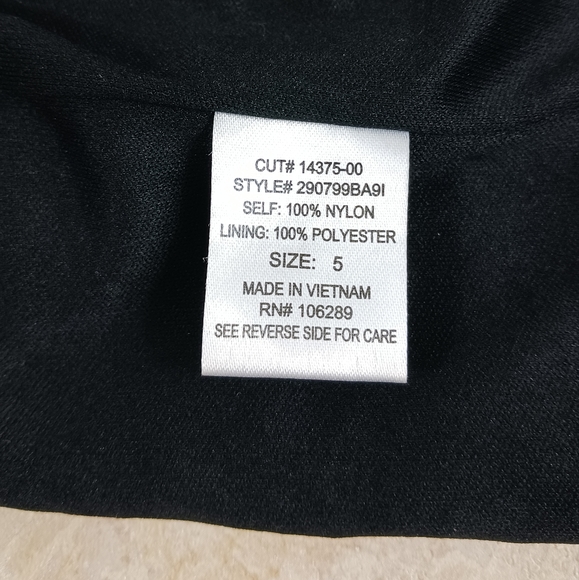 CUT# 14375-00
STYLE# 290799BA9I
SELF: 100% NYLON
LINING: 100% POLYESTER
SIZE: 5
MADE IN VIETNAM
RN# 106289
SEE REVERSE SIDE FOR CARE